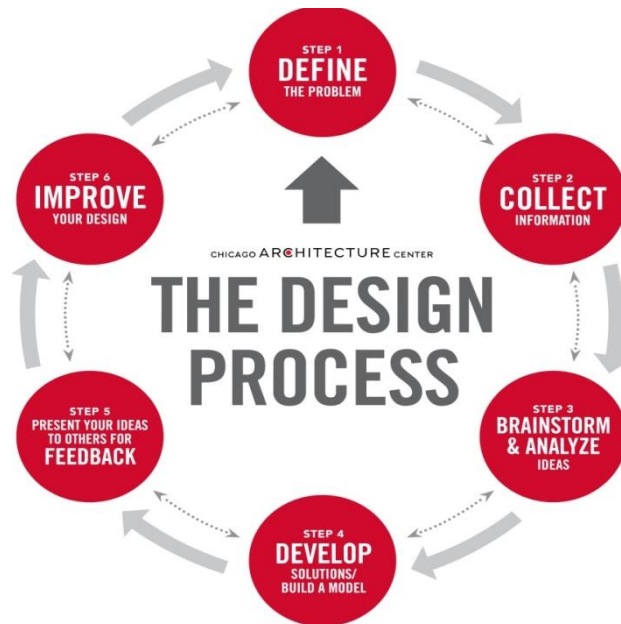 STEP 1
DEFINE
THE PROBLEM
STEP 2
COLLECT
INFORMATION
STEP 3
BRAINSTORM
& ANALYZE
IDEAS
STEP 4
DEVELOP
SOLUTIONS/
BUILD A MODEL
STEP 5
PRESENT YOUR IDEAS
TO OTHERS FOR
FEEDBACK
STEP 6
IMPROVE
YOUR DESIGN
CHICAGO ARCHITECTURE CENTER
THE DESIGN
PROCESS